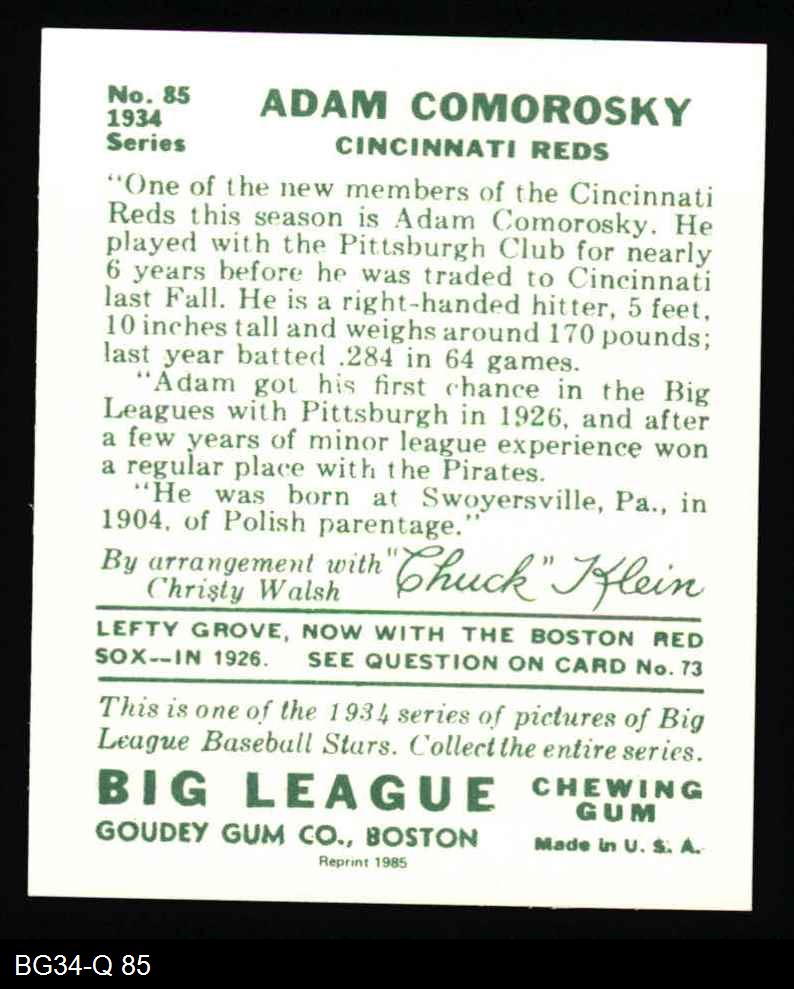 No. 85
1934
Series
ADAM COMOROSKY
CINCINNATI REDS
"One of the new members of the Cincinnati
Reds this season is Adam Comorosky. He
played with the Pittsburgh Club for nearly
6 years before he was traded to Cincinnati
last Fall. He is a right-handed hitter, 5 feet,
10 inches tall and weighs around 170 pounds;
last year batted .284 in 64 games.
"Adam got his first chance in the Big
Leagues with Pittsburgh in 1926, and after
a few years of minor league experience won
a regular place with the Pirates.
"He was born at Swoyersville, Pa., in
1904, of Polish parentage."
By arrangement with
Christy Walsh
"Chuck" Klein
LEFTY GROVE, NOW WITH THE BOSTON RED
SOX--IN 1926. SEE QUESTION ON CARD No. 73
This is one of the 1934 series of pictures of Big
League Baseball Stars. Collect the entire series.
BIG LEAGUE
CHEWING
GUM
GOUDEY GUM CO., BOSTON
Made in U. S. A.
Reprint 1985
BG34-Q 85